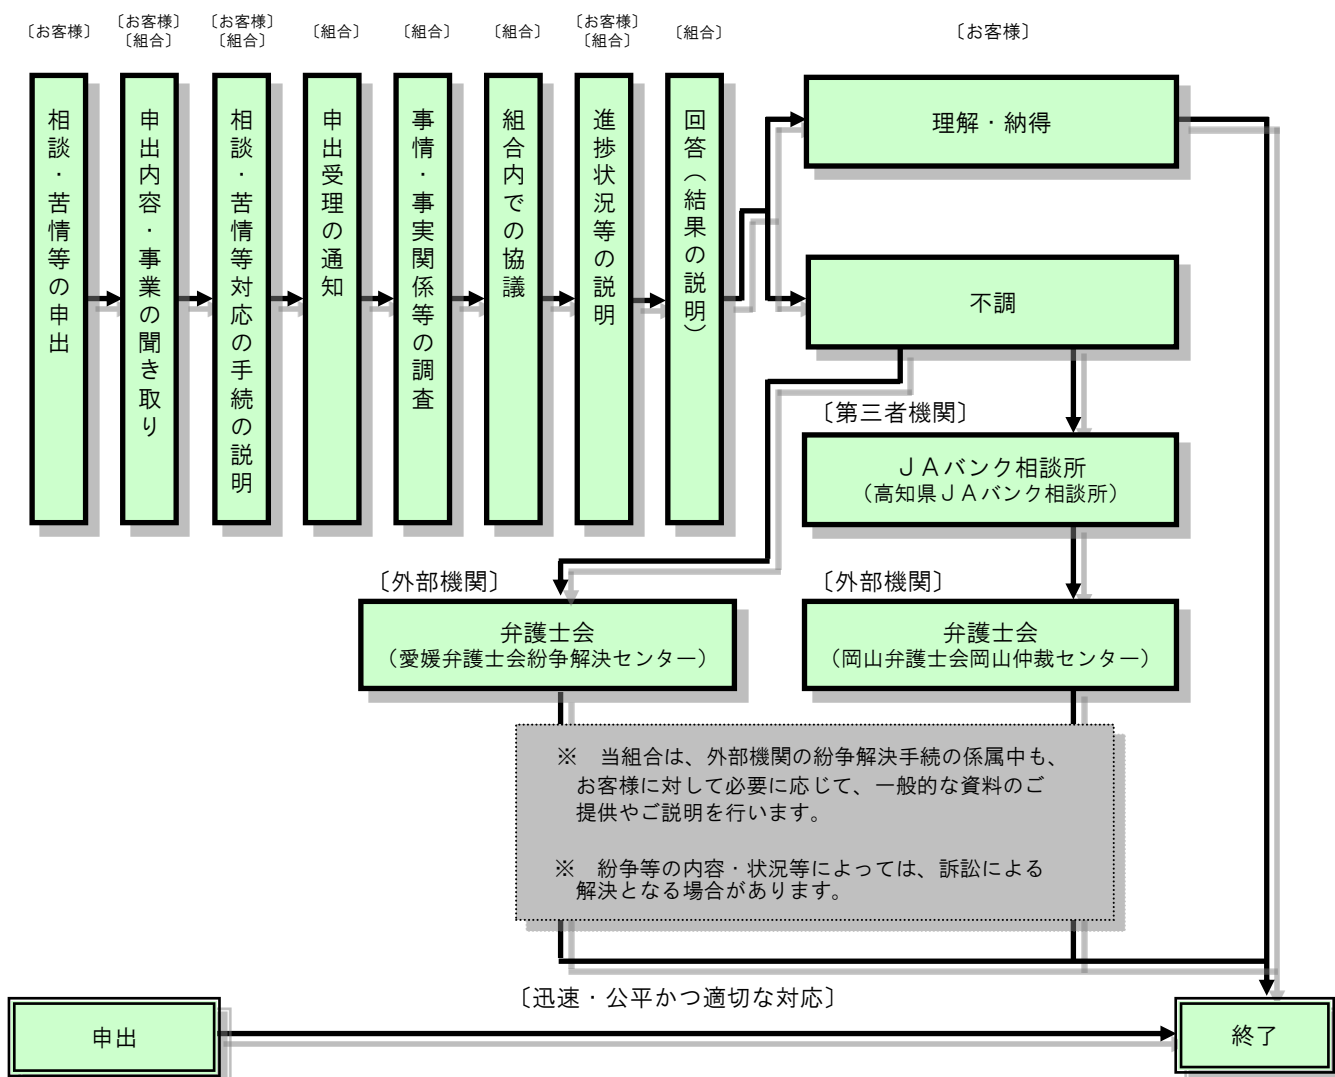 〔お客様〕
〔お客様〕
〔組合〕
〔お客様〕
〔組合〕
〔組合〕
〔組合〕
〔組合〕
〔お客様〕
〔組合〕
〔組合〕
〔お客様〕
相談・苦情等の申出
申出内容・事業の聞き取り
相談・苦情等対応の手続の説明
申出受理の通知
事情・事実関係等の調査
組合内での協議
進捗状況等の説明
回答（結果の説明）
理解・納得
不調
〔第三者機関〕
ＪＡバンク相談所
（高知県ＪＡバンク相談所）
〔外部機関〕
弁護士会
（愛媛弁護士会紛争解決センター）
〔外部機関〕
弁護士会
（岡山弁護士会岡山仲裁センター）
※　当組合は、外部機関の紛争解決手続の係属中も、
お客様に対して必要に応じて、一般的な資料のご
提供やご説明を行います。
※　紛争等の内容・状況等によっては、訴訟による
解決となる場合があります。
〔迅速・公平かつ適切な対応〕
申出
終了